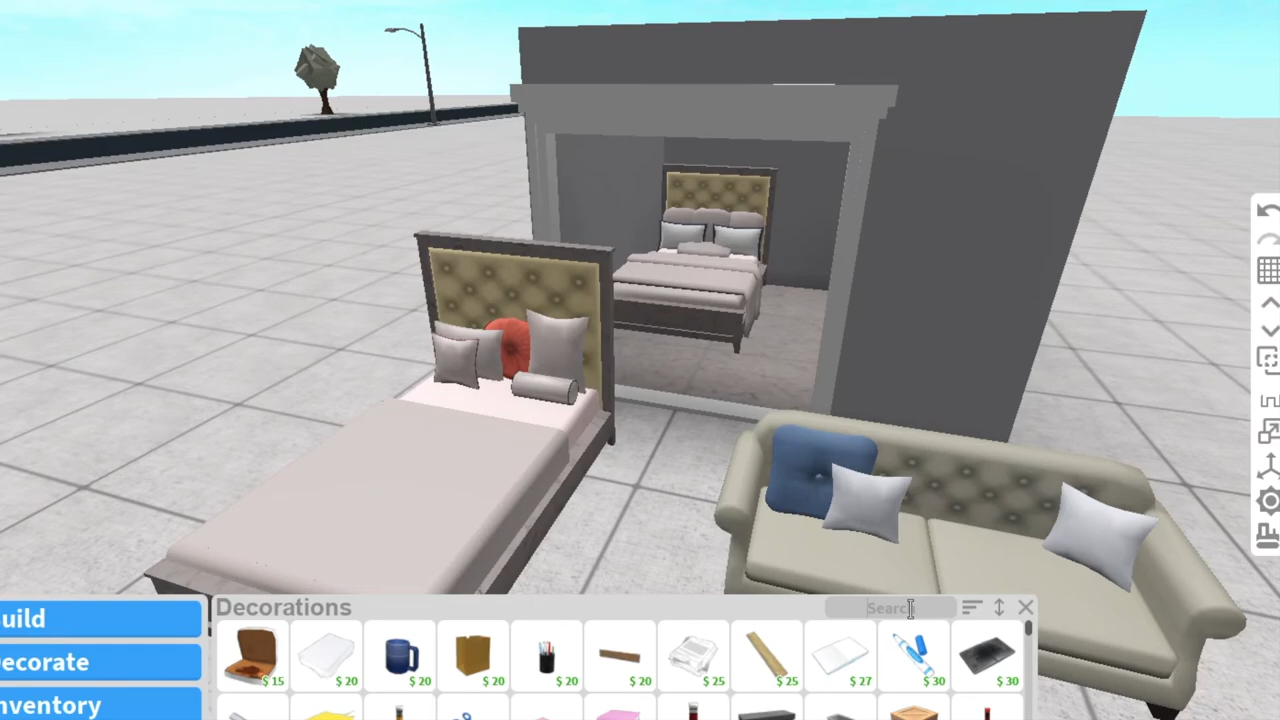 uild
ecorate
nventory
Decorations
Search
$ 15
$ 20
$ 20
$ 20
$ 20
$ 20
$ 25
$ 25
$ 27
$ 30
$ 30